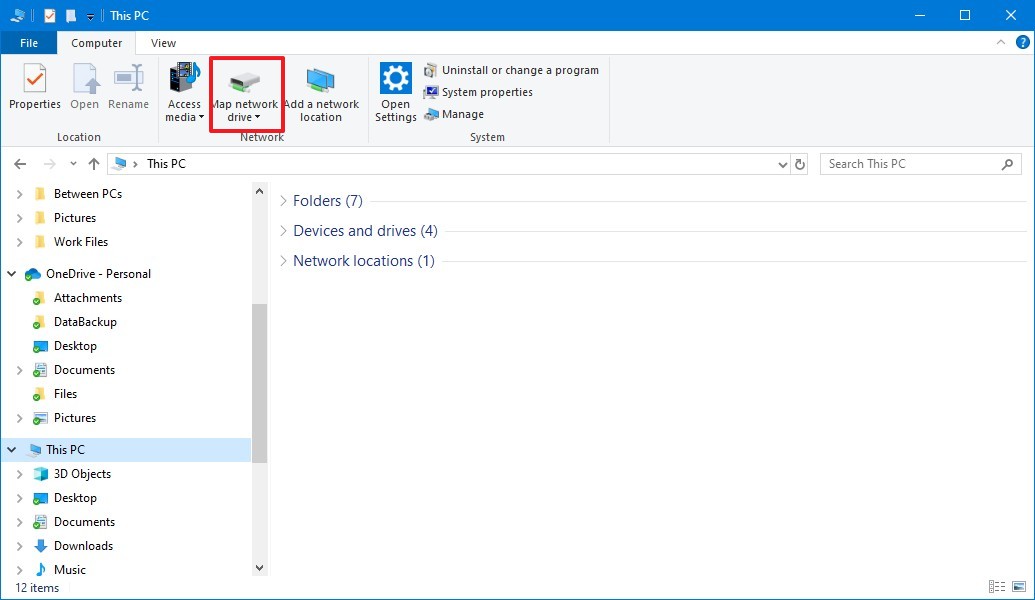 This PC
File
Computer
View
Properties
Open
Rename
Access
media
Map network
drive
Add a network
location
Open
Settings
Uninstall or change a program
System properties
Manage
Location
Network
System
This PC
Search This PC
Between PCs
Pictures
Work Files
OneDrive - Personal
Attachments
DataBackup
Desktop
Documents
Files
Pictures
This PC
3D Objects
Desktop
Documents
Downloads
Music
Folders (7)
Devices and drives (4)
Network locations (1)
12 items